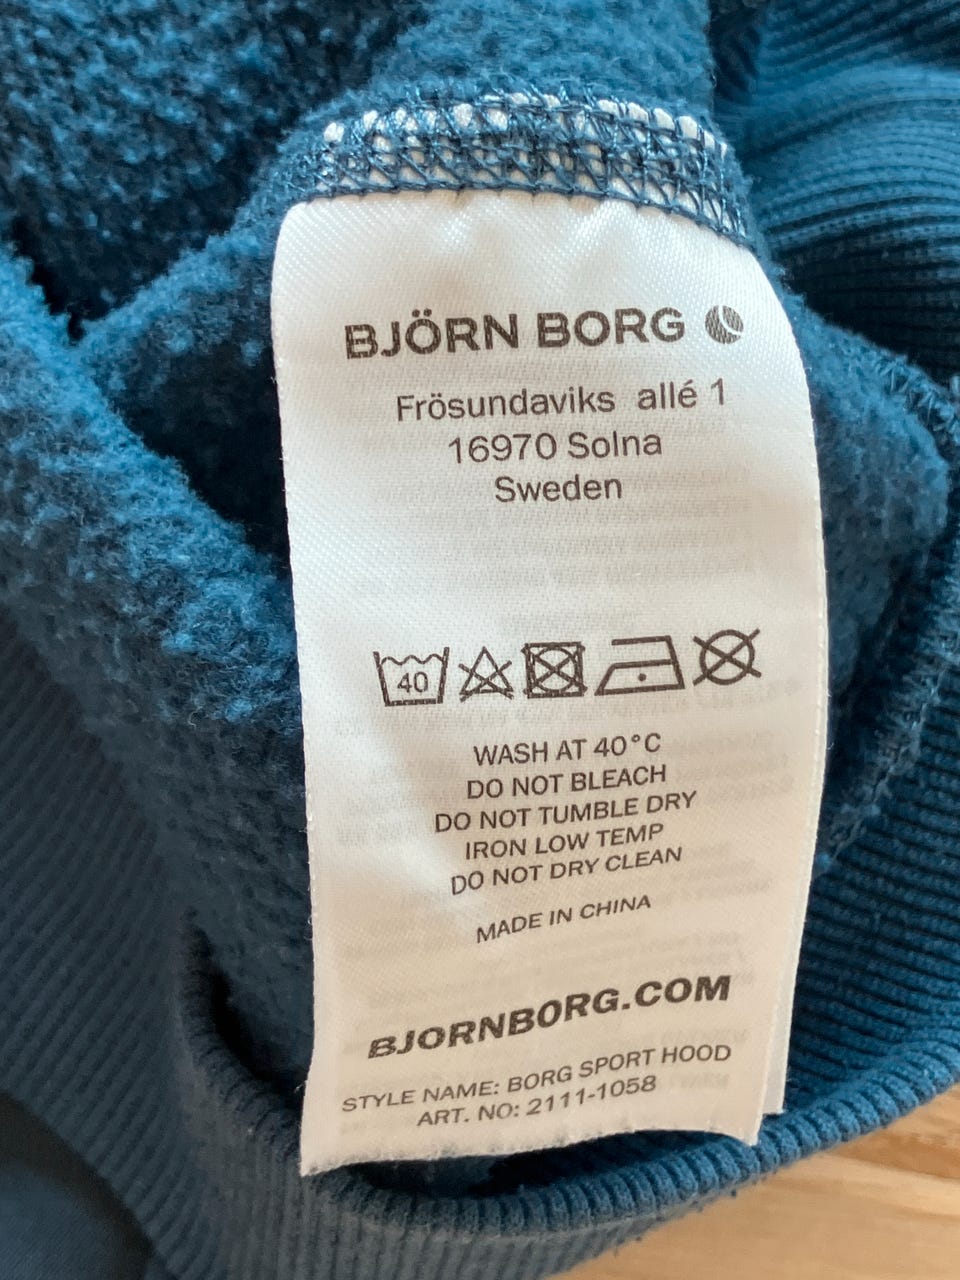 BJÖRN BORG
Frösundaviks allé 1
16970 Solna
Sweden
40
WASH AT 40°C
DO NOT BLEACH
DO NOT TUMBLE DRY
IRON LOW TEMP
DO NOT DRY CLEAN
MADE IN CHINA
BJORNBORG.COM
STYLE NAME: BORG SPORT HOOD
ART. NO: 2111-1058